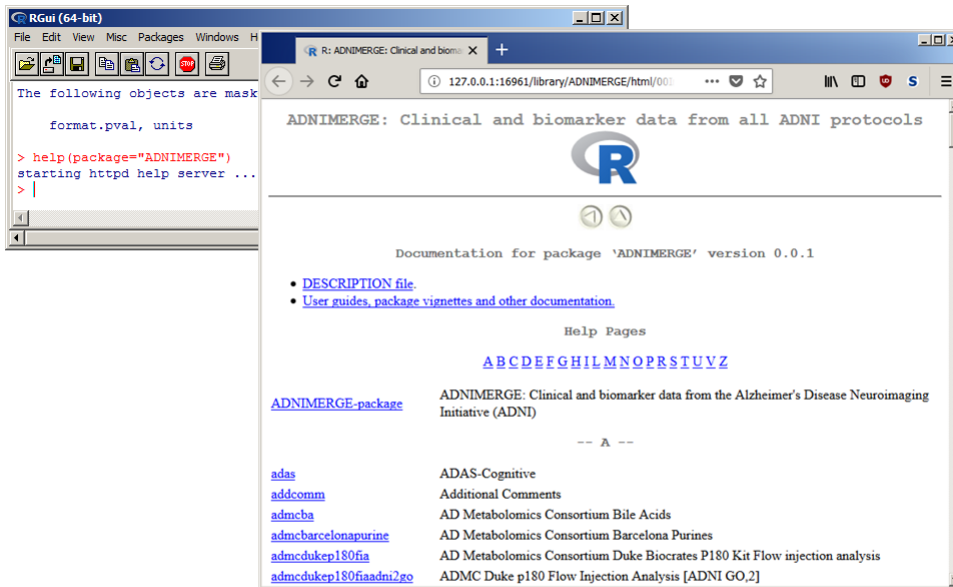 RGui (64-bit)
File Edit View Misc Packages Windows H
STOP
The following objects are mask
format.pval, units
> help(package="ADNIMERGE")
starting httpd help server ...
>
R: ADNIMERGE: Clinical and bioma
127.0.0.1:16961/library/ADNIMERGE/html/00
S
ADNIMERGE: Clinical and biomarker data from all ADNI protocols
R
Documentation for package 'ADNIMERGE' version 0.0.1
• DESCRIPTION file.
• User guides, package vignettes and other documentation.
Help Pages
A B C D E F G H I L M N O P R S T U V Z
ADNIMERGE-package ADNIMERGE: Clinical and biomarker data from the Alzheimer's Disease Neuroimaging
Initiative (ADNI)
-- A --
adas ADAS-Cognitive
addcomm Additional Comments
admcba AD Metabolomics Consortium Bile Acids
admcbarcelonapurine AD Metabolomics Consortium Barcelona Purines
admcdukep180fia AD Metabolomics Consortium Duke Biocrates P180 Kit Flow injection analysis
admcdukep180fiaadni2go ADMC Duke p180 Flow Injection Analysis [ADNI GO,2]